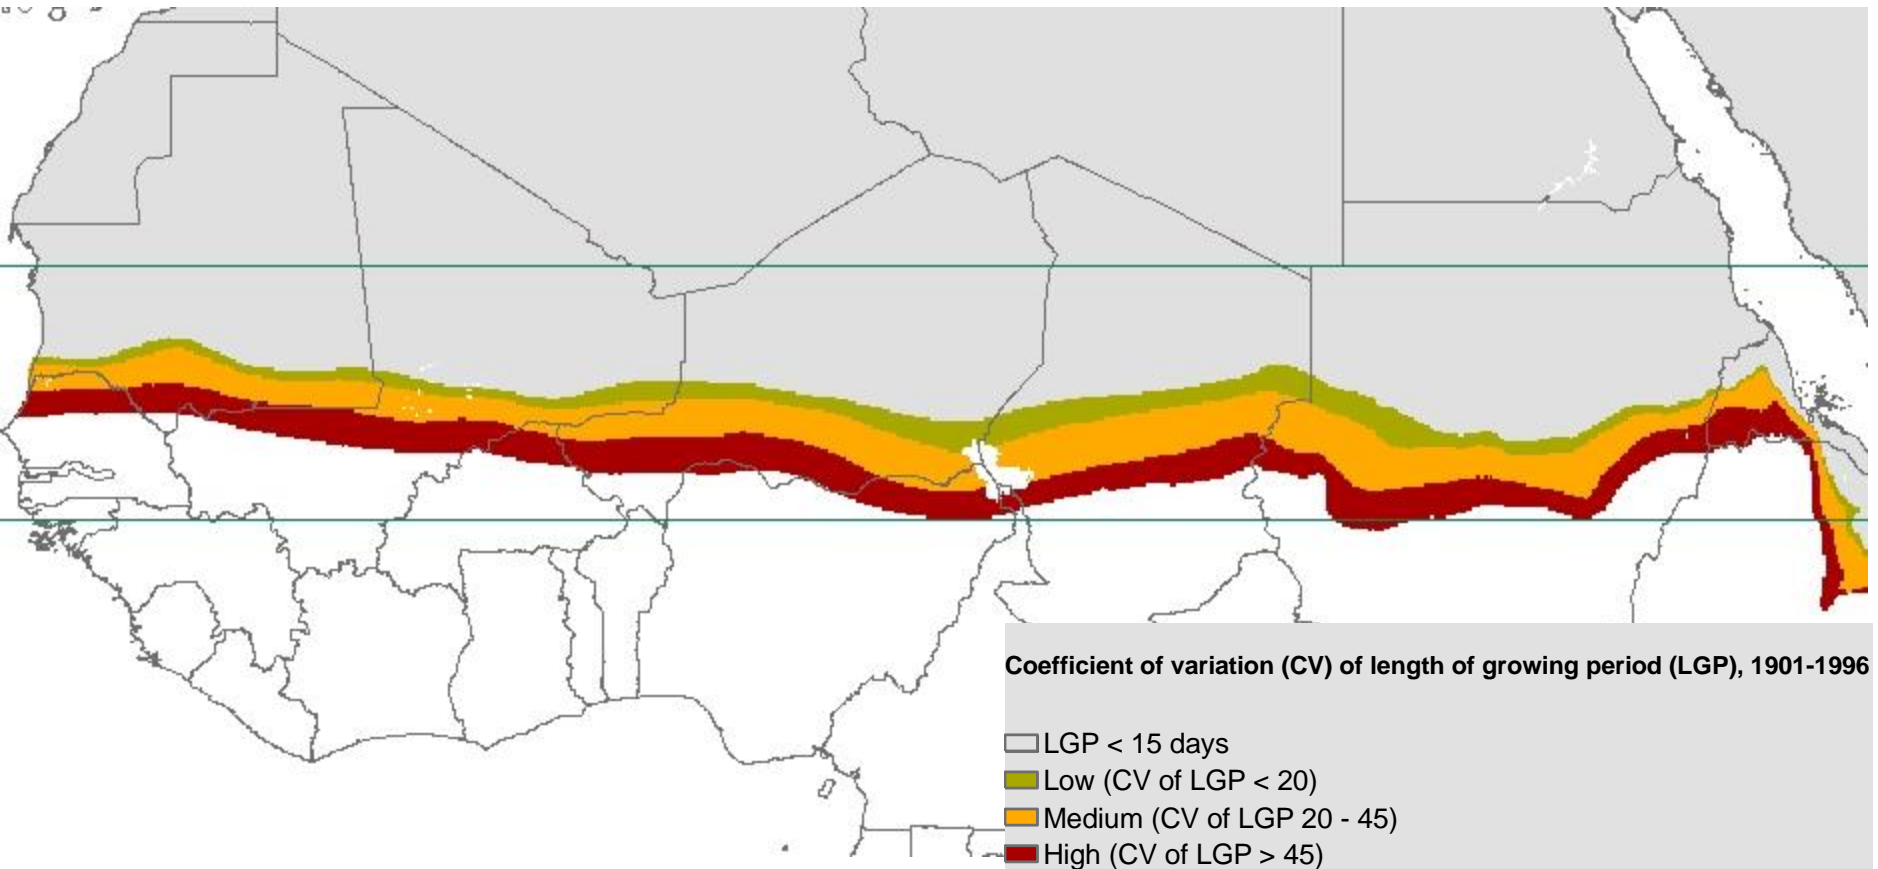 Coefficient of variation (CV) of length of growing period (LGP), 1901-1996
LGP < 15 days
Low (CV of LGP < 20)
Medium (CV of LGP 20 - 45)
High (CV of LGP > 45)